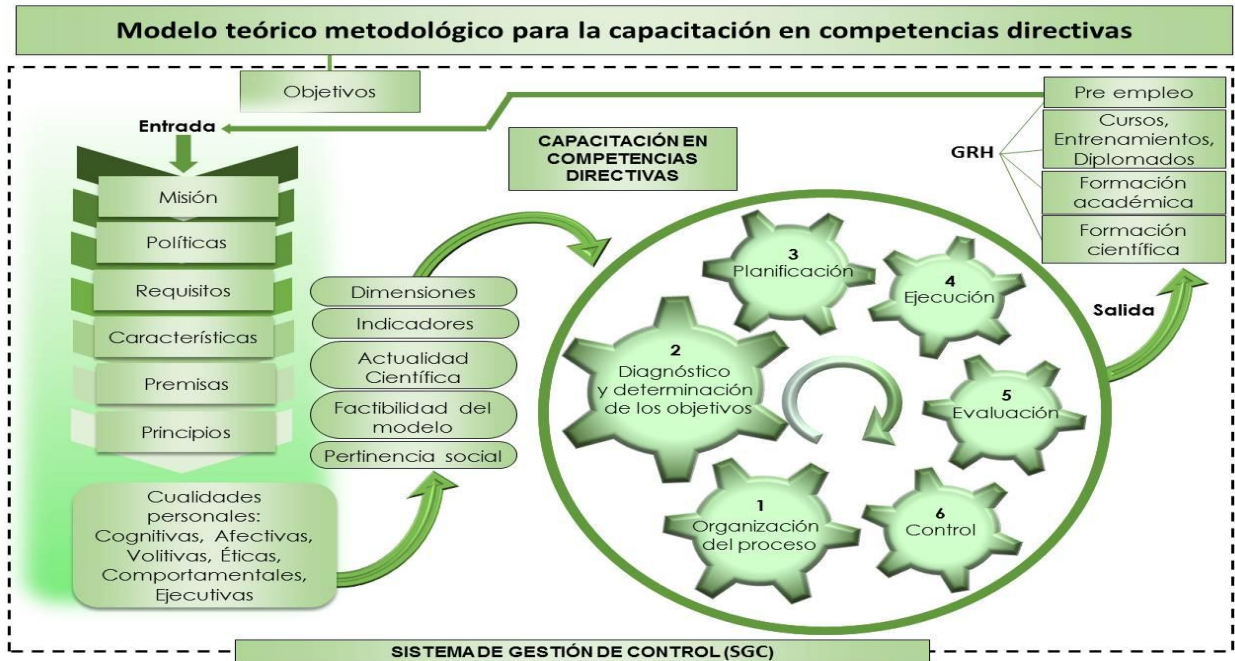 Modelo teórico metodológico para la capacitación en competencias directivas
Objetivos
Entrada
Misión
Políticas
Requisitos
Características
Premisas
Principios
Cualidades
personales:
Cognitivas, Afectivas,
Volitivas, Éticas,
Comportamentales,
Ejecutivas
Dimensiones
Indicadores
Actualidad
Científica
Factibilidad del
modelo
Pertinencia social
CAPACITACIÓN EN
COMPETENCIAS
DIRECTIVAS
1
Organización
del proceso
2
Diagnóstico
y determinación
de los objetivos
3
Planificación
4
Ejecución
5
Evaluación
6
Control
Salida
GRH
Pre empleo
Cursos,
Entrenamientos,
Diplomados
Formación
académica
Formación
científica
SISTEMA DE GESTIÓN DE CONTROL (SGC)